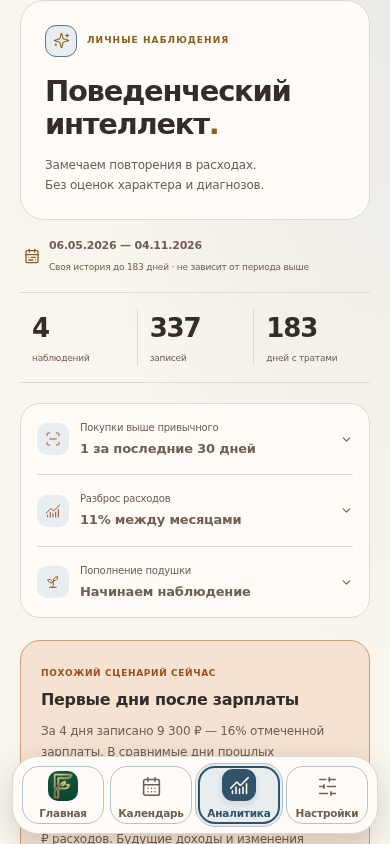 ЛИЧНЫЕ НАБЛЮДЕНИЯ
Поведенческий
интеллект.
Замечаем повторения в расходах.
Без оценок характера и диагнозов.
06.05.2026 — 04.11.2026
Своя история до 183 дней · не зависит от периода выше
4
наблюдений
337
записей
183
дней с тратами
Покупки выше привычного
1 за последние 30 дней
Разброс расходов
11% между месяцами
Пополнение подушки
Начинаем наблюдение
ПОХОЖИЙ СЦЕНАРИЙ СЕЙЧАС
Первые дни после зарплаты
За 4 дня записано 9 300 ₽ — 16% отмеченной
зарплаты. В сравнимые дни прошлых
Главная
Календарь
Аналитика
Настройки
₽ расходов. Будущие доходы и изменения